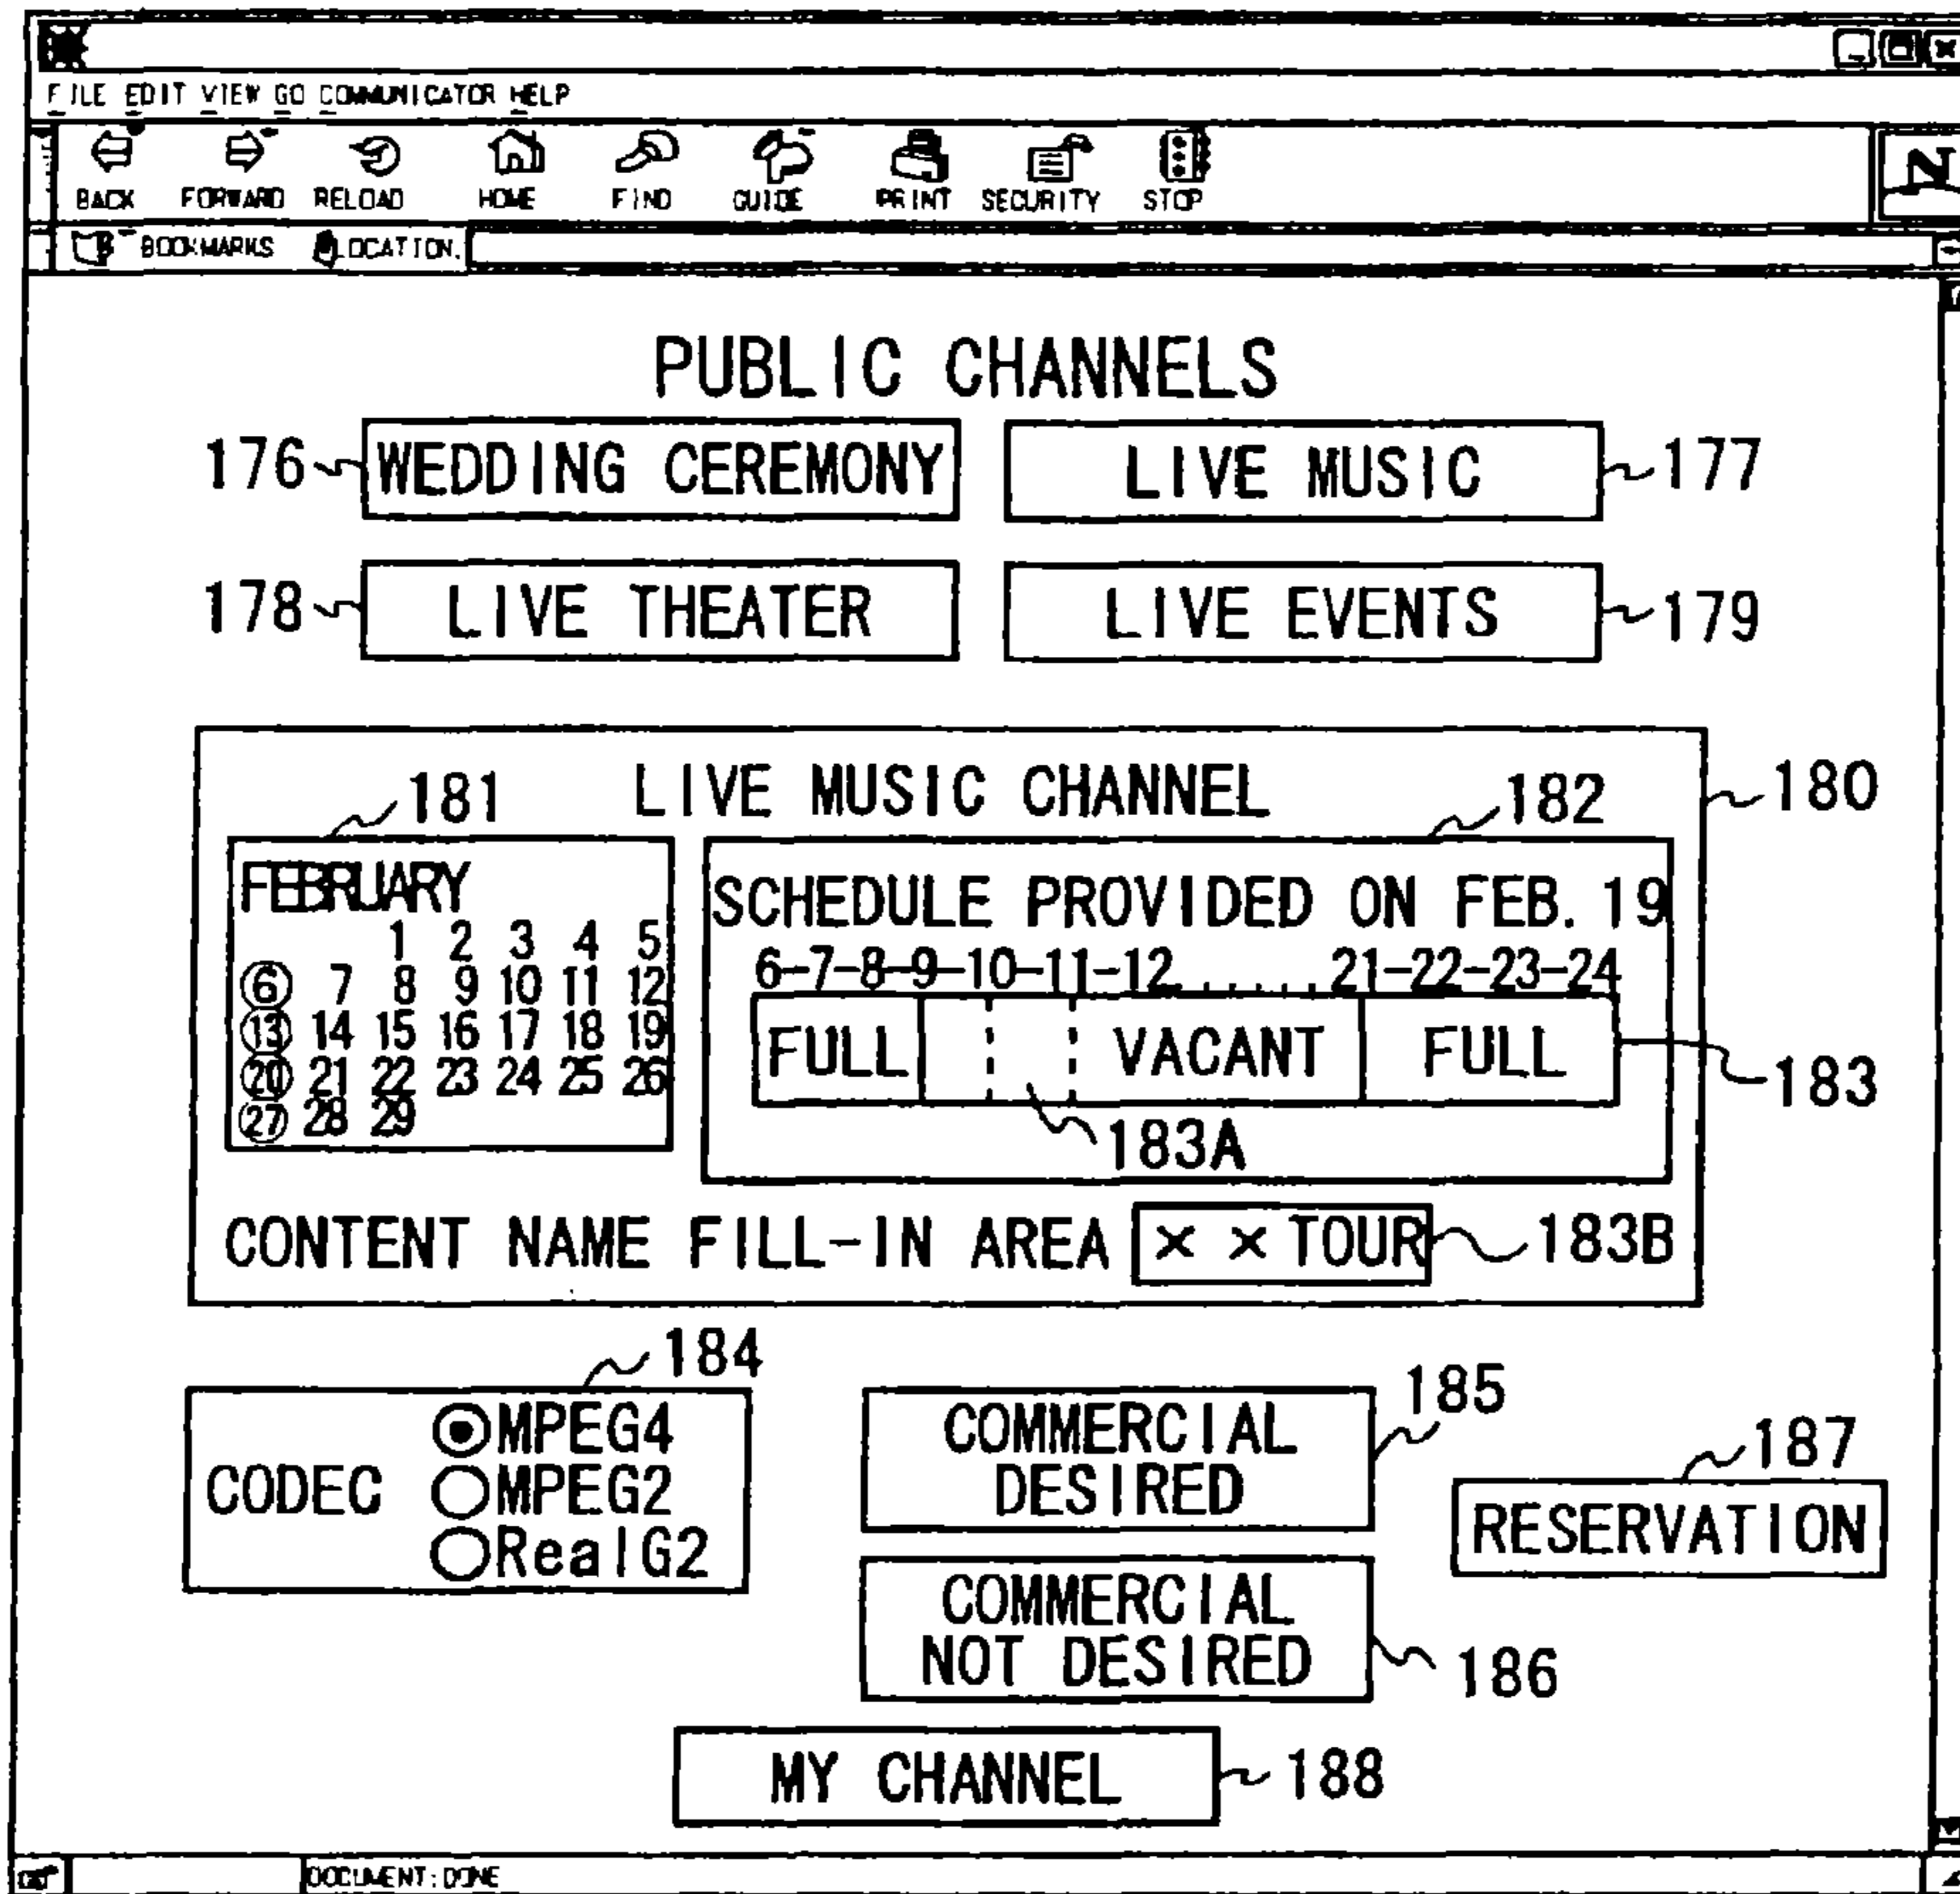 FILE EDIT VIEW GO COMMUNICATOR HELP
BACK FORWARD RELOAD HOME FIND GUIDE PRINT SECURITY STOP
N
BOOKMARKS LOCATION.
PUBLIC CHANNELS
176 WEDDING CEREMONY LIVE MUSIC 177
178 LIVE THEATER LIVE EVENTS 179
181 LIVE MUSIC CHANNEL 182 180
FEBRUARY
1 2 3 4 5
6 7 8 9 10 11 12
13 14 15 16 17 18 19
20 21 22 23 24 25 26
27 28 29
SCHEDULE PROVIDED ON FEB. 19
6-7-8-9-10-11-12......21-22-23-24
FULL VACANT FULL 183
183A
CONTENT NAME FILL-IN AREA × × TOUR 183B
184
CODEC
MPEG4
MPEG2
RealG2
COMMERCIAL
DESIRED
185
187
RESERVATION
COMMERCIAL
NOT DESIRED
186
MY CHANNEL 188
DOCUMENT:DONE